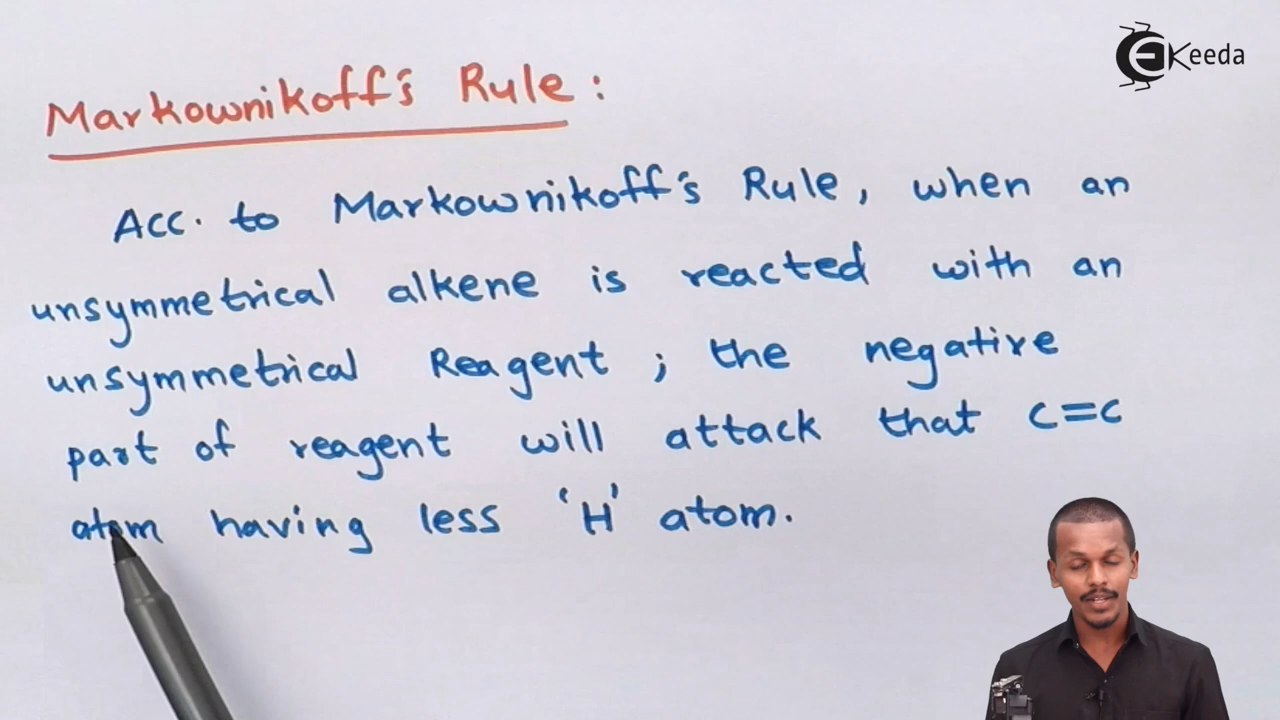 EKeeda
Markownikoff's Rule :
Acc. to Markownikoff's Rule, when an
unsymmetrical alkene is reacted with an
unsymmetrical Reagent ; the negative
part of reagent will attack that C=C
atom having less 'H' atom.